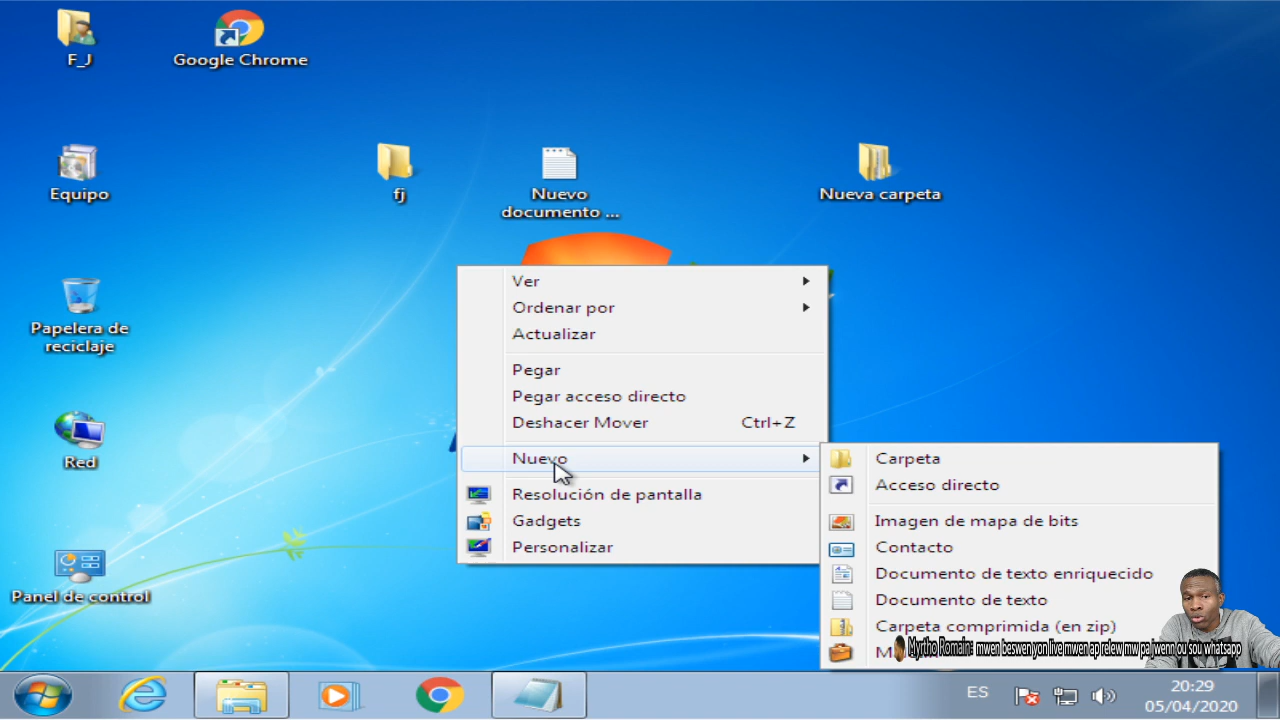 F_J
Google Chrome
Equipo
fj
Nuevo
documento ...
Nueva carpeta
Papelera de
reciclaje
Red
Panel de control
Ver
Ordenar por
Actualizar
Pegar
Pegar acceso directo
Deshacer Mover Ctrl+Z
Nuevo
Resolución de pantalla
Gadgets
Personalizar
Carpeta
Acceso directo
Imagen de mapa de bits
Contacto
Documento de texto enriquecido
Documento de texto
Carpeta comprimida (en zip)
Myrtho Romain: mwen beswen yon live mwen ap relew mw pa jwenn ou sou whatsapp
ES
20:29
05/04/2020